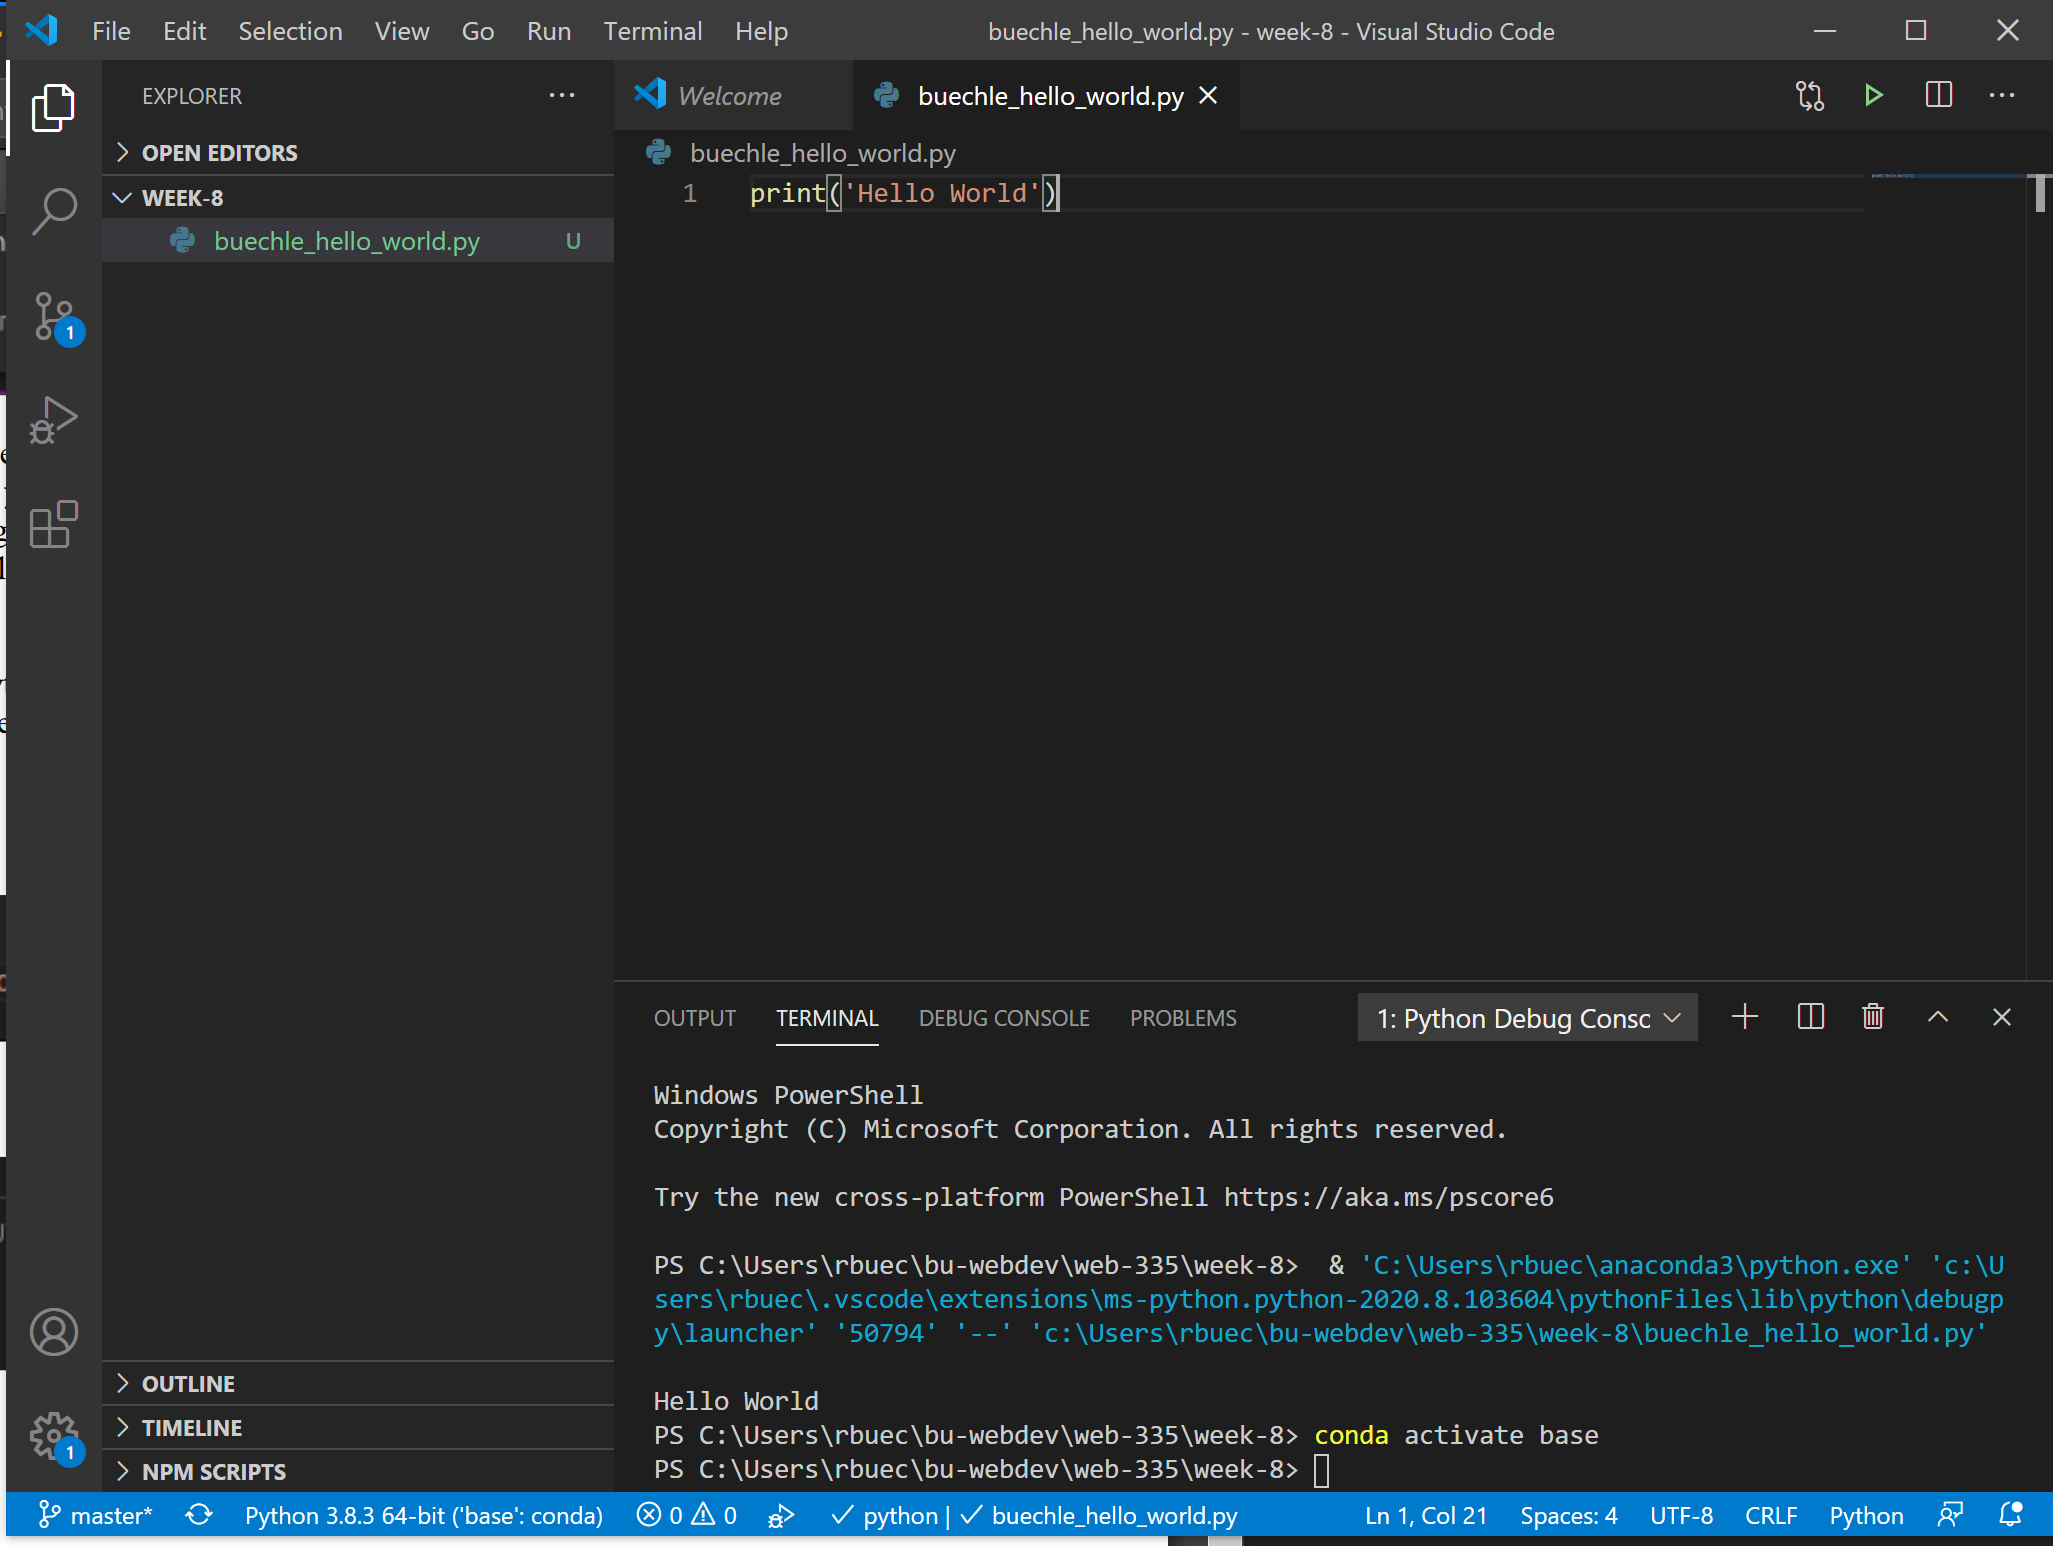 File Edit Selection View Go Run Terminal Help buechle_hello_world.py - week-8 - Visual Studio Code
EXPLORER
OPEN EDITORS
WEEK-8
buechle_hello_world.py U
1
Welcome buechle_hello_world.py
buechle_hello_world.py
1 print('Hello World')
OUTPUT TERMINAL DEBUG CONSOLE PROBLEMS 1: Python Debug Consc
Windows PowerShell
Copyright (C) Microsoft Corporation. All rights reserved.
Try the new cross-platform PowerShell https://aka.ms/pscore6
PS C:\Users\rbuec\bu-webdev\web-335\week-8>  & 'C:\Users\rbuec\anaconda3\python.exe' 'c:\U
sers\rbuec\.vscode\extensions\ms-python.python-2020.8.103604\pythonFiles\lib\python\debugp
y\launcher' '50794' '--' 'c:\Users\rbuec\bu-webdev\web-335\week-8\buechle_hello_world.py'
Hello World
PS C:\Users\rbuec\bu-webdev\web-335\week-8> conda activate base
PS C:\Users\rbuec\bu-webdev\web-335\week-8>
OUTLINE
TIMELINE
NPM SCRIPTS
1
master* Python 3.8.3 64-bit ('base': conda) 0 0 python | buechle_hello_world.py Ln 1, Col 21 Spaces: 4 UTF-8 CRLF Python